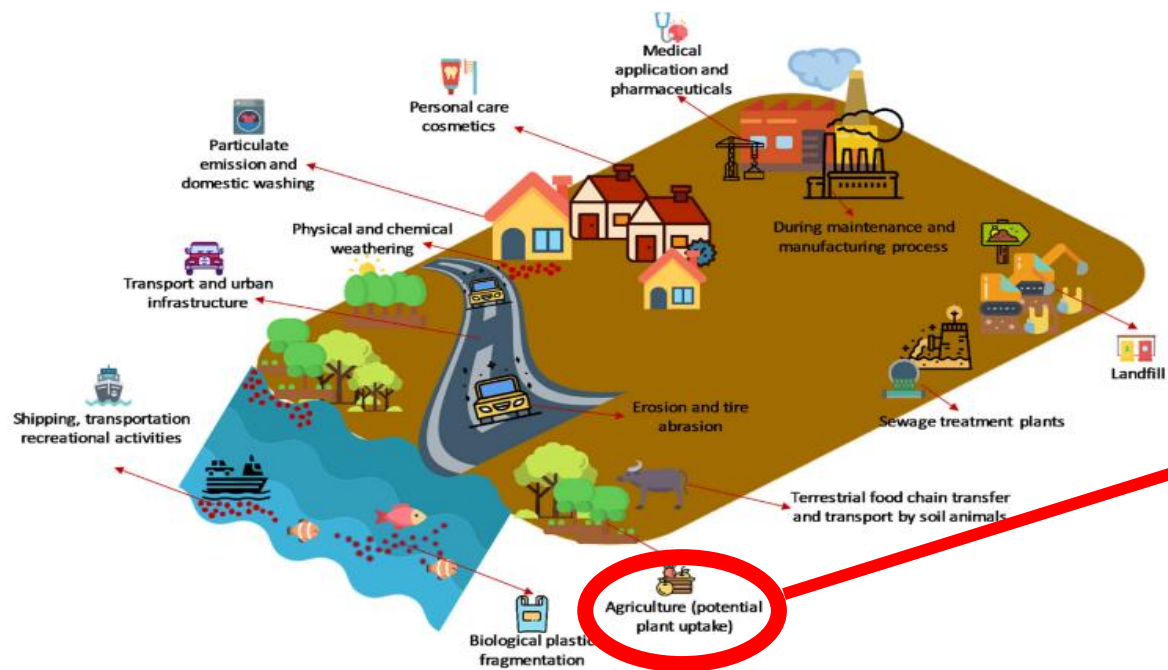 Medical
application and
pharmaceuticals
Personal care
cosmetics
Particulate
emission and
domestic washing
Physical and chemical
weathering
During maintenance and
manufacturing process
Transport and urban
infrastructure
Landfill
Shipping, transportation
recreational activities
Erosion and tire
abrasion
Sewage treatment plants
Terrestrial food chain transfer
and transport by soil animals
Agriculture (potential
plant uptake)
Biological plastic
fragmentation